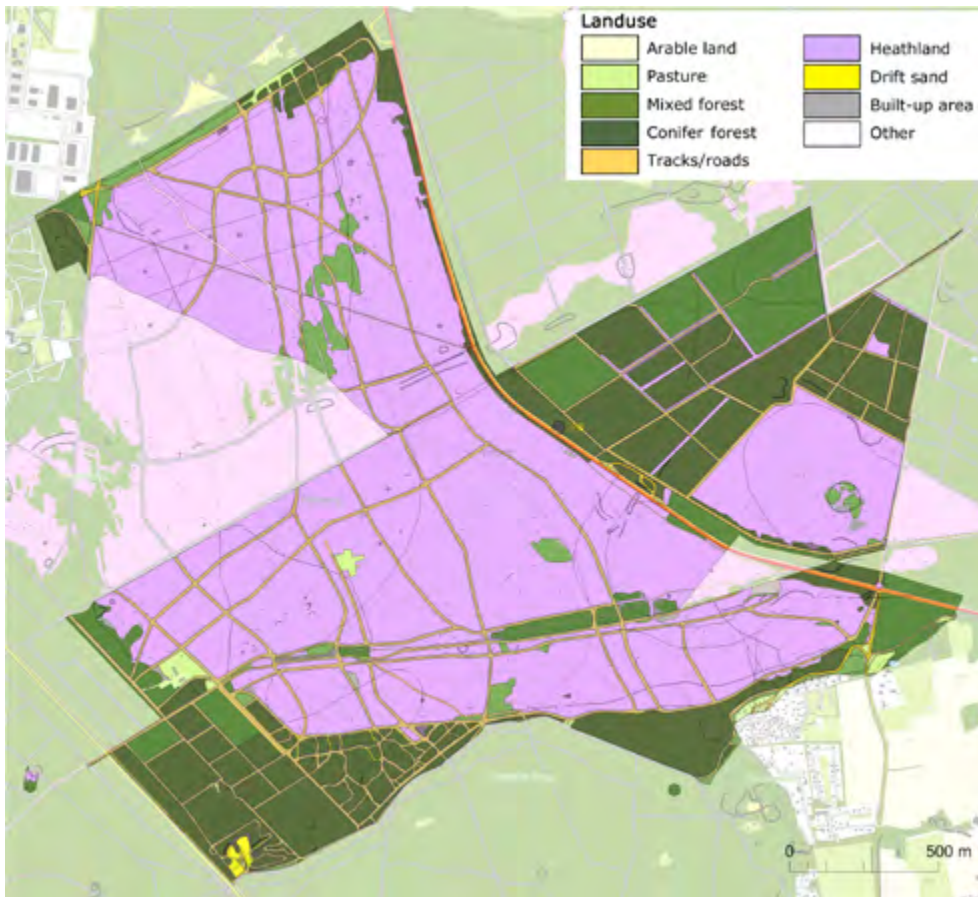 Landuse
Arable land
Pasture
Mixed forest
Conifer forest
Tracks/roads
Heathland
Drift sand
Built-up area
Other
0 500 m